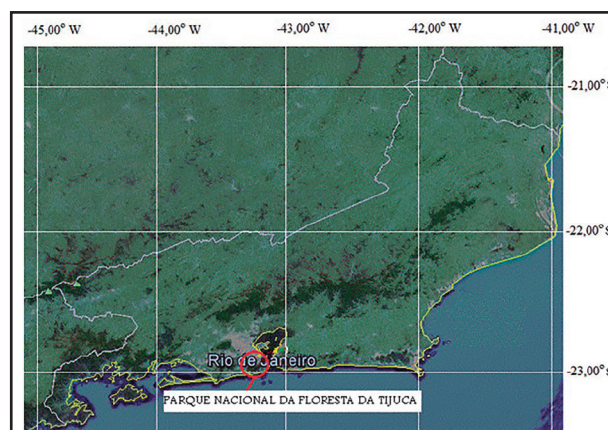 -45,00° W -44,00° W -43,00° W -42,00° W -41,00° W
-21,00° S
-22,00° S
Rio de Janeiro
-23,00° S
PARQUE NACIONAL DA FLORESTA DA TIJUCA